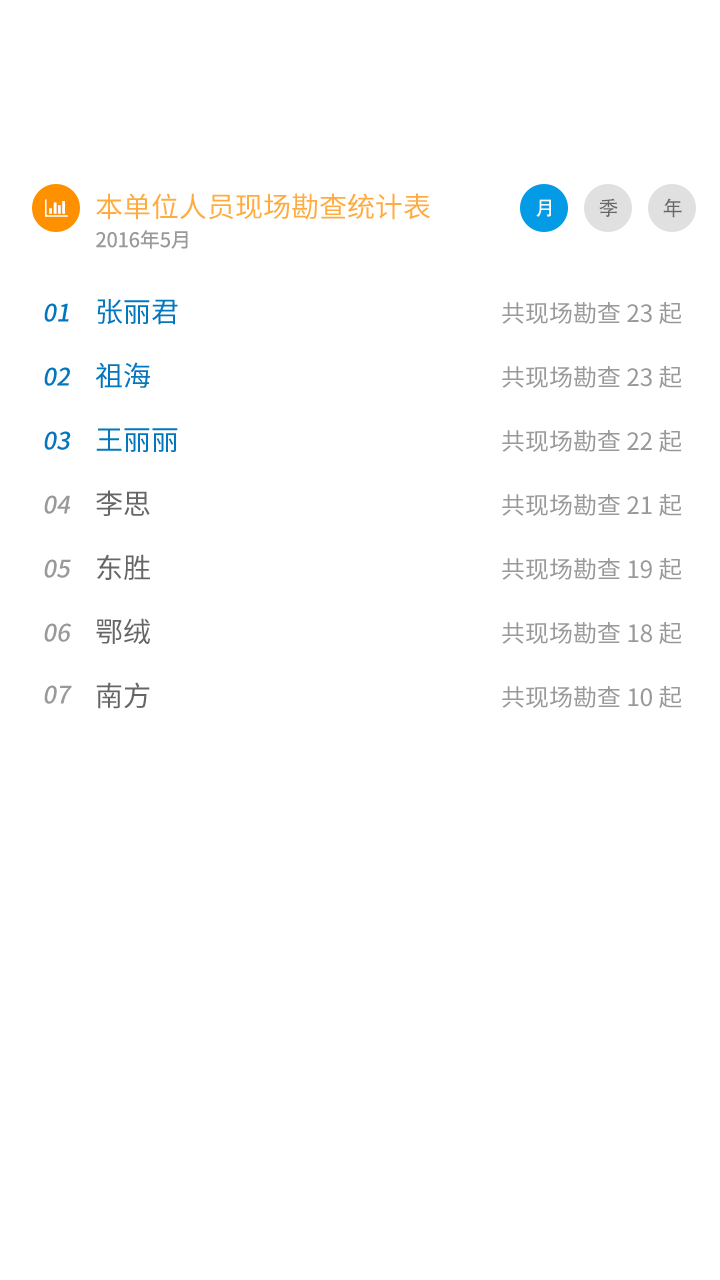 本单位人员现场勘查统计表
2016年5月
月 季 年
01 张丽君 共现场勘查 23 起
02 祖海 共现场勘查 23 起
03 王丽丽 共现场勘查 22 起
04 李思 共现场勘查 21 起
05 东胜 共现场勘查 19 起
06 鄂绒 共现场勘查 18 起
07 南方 共现场勘查 10 起